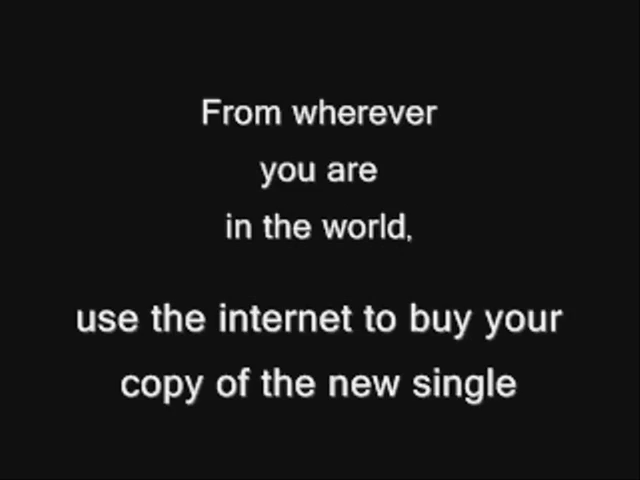 From wherever
you are
in the world,
use the internet to buy your
copy of the new single